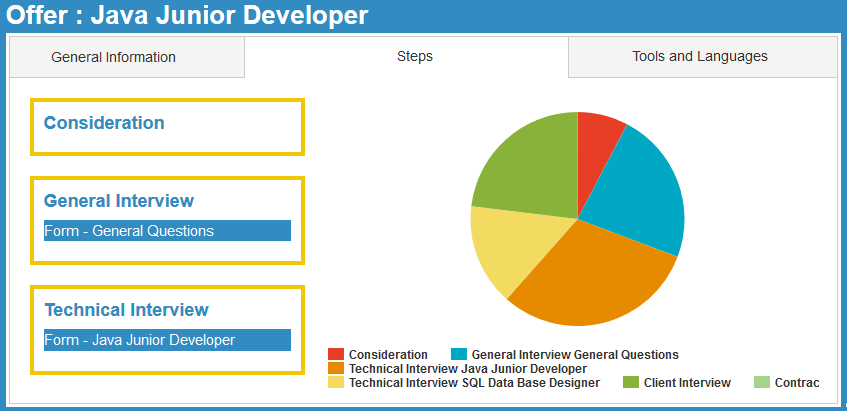 Offer : Java Junior Developer
General Information
Steps
Tools and Languages
Consideration
General Interview
Form - General Questions
Technical Interview
Form - Java Junior Developer
Consideration
General Interview General Questions
Technical Interview Java Junior Developer
Technical Interview SQL Data Base Designer
Client Interview
Contrac